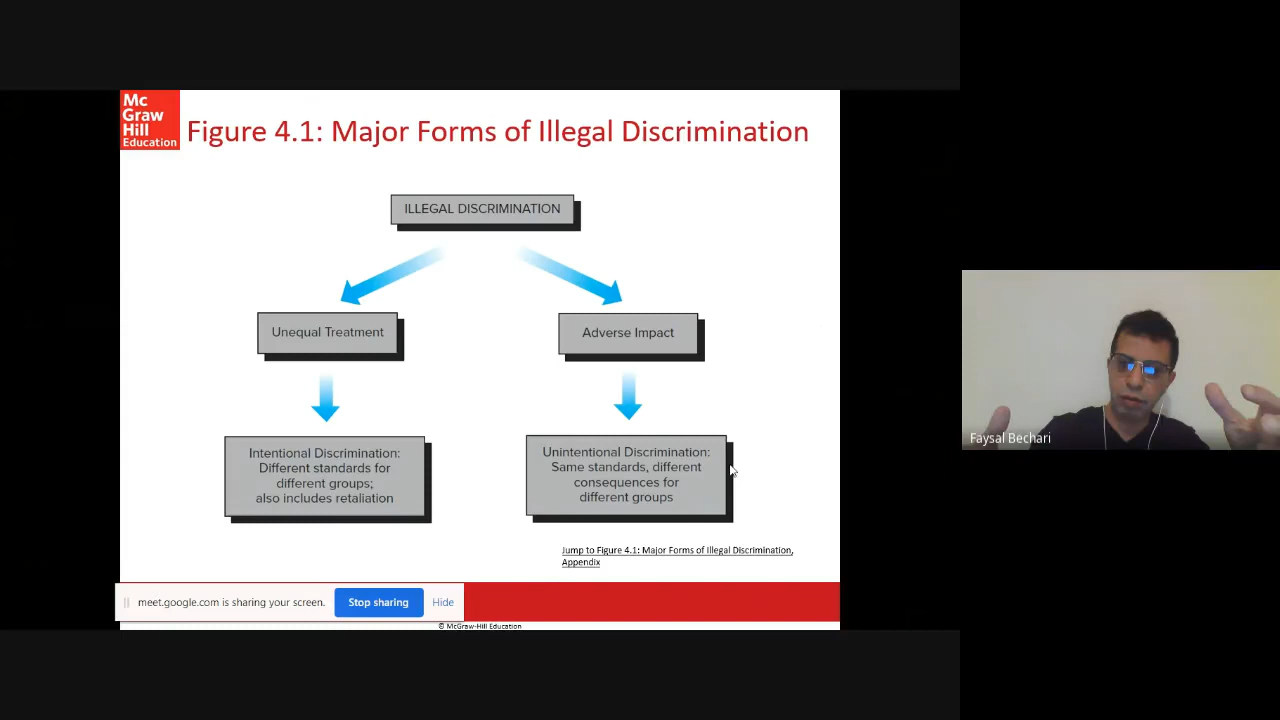 Mc
Graw
Hill
Education
Figure 4.1: Major Forms of Illegal Discrimination
ILLEGAL DISCRIMINATION
Unequal Treatment
Adverse Impact
Intentional Discrimination:
Different standards for
different groups;
also includes retaliation
Unintentional Discrimination:
Same standards, different
consequences for
different groups
Jump to Figure 4.1: Major Forms of Illegal Discrimination,
Appendix
meet.google.com is sharing your screen.
Stop sharing
Hide
© McGraw-Hill Education
Faysal Bechari